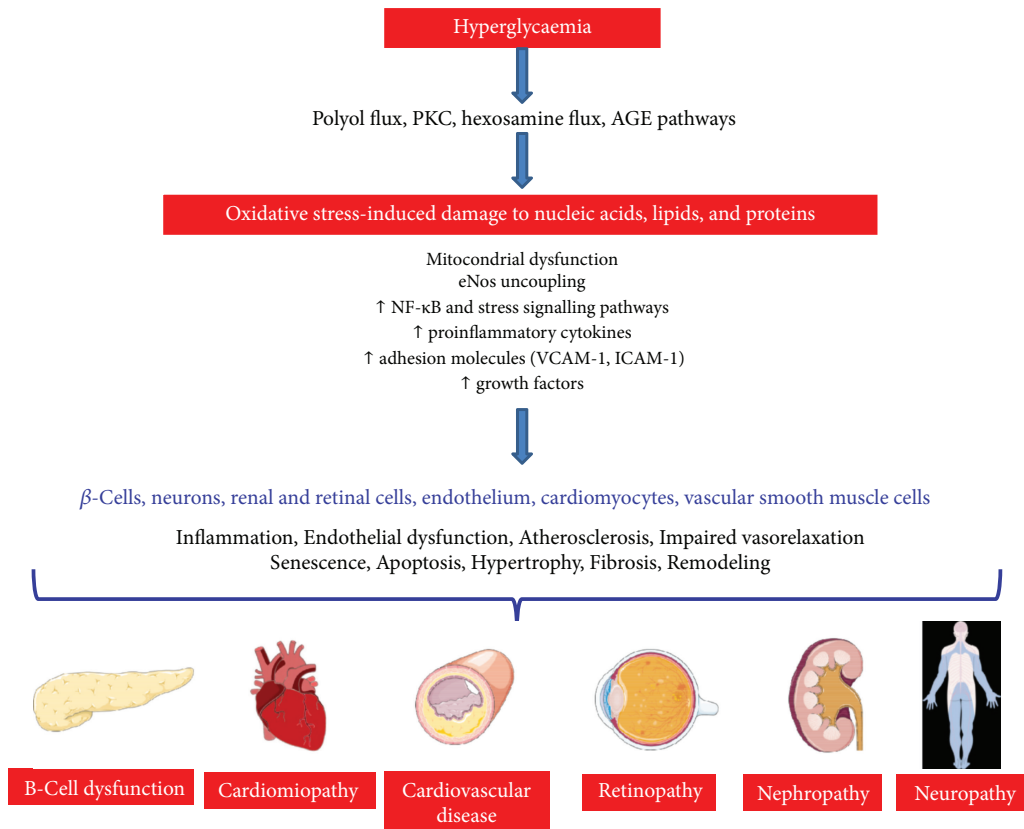 Hyperglycaemia
Polyol flux, PKC, hexosamine flux, AGE pathways
Oxidative stress-induced damage to nucleic acids, lipids, and proteins
Mitocondrial dysfunction
eNos uncoupling
↑ NF-κB and stress signalling pathways
↑ proinflammatory cytokines
↑ adhesion molecules (VCAM-1, ICAM-1)
↑ growth factors
β-Cells, neurons, renal and retinal cells, endothelium, cardiomyocytes, vascular smooth muscle cells
Inflammation, Endothelial dysfunction, Atherosclerosis, Impaired vasorelaxation
Senescence, Apoptosis, Hypertrophy, Fibrosis, Remodeling
B-Cell dysfunction
Cardiomiopathy
Cardiovascular
disease
Retinopathy
Nephropathy
Neuropathy